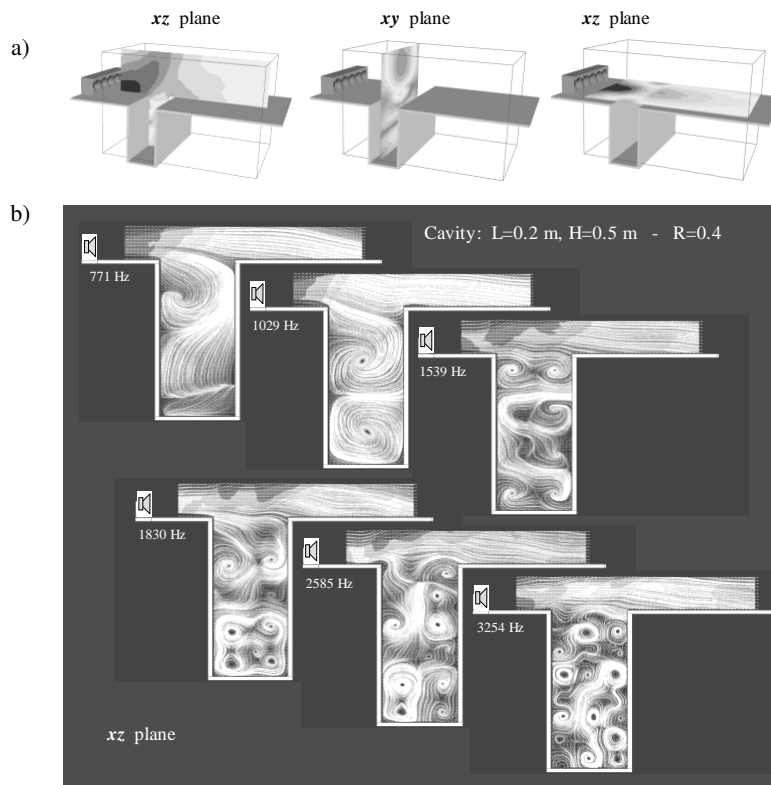 xz plane
xy plane
xz plane
a)
b)
Cavity: L=0.2 m, H=0.5 m - R=0.4
771 Hz
1029 Hz
1539 Hz
1830 Hz
2585 Hz
3254 Hz
xz plane